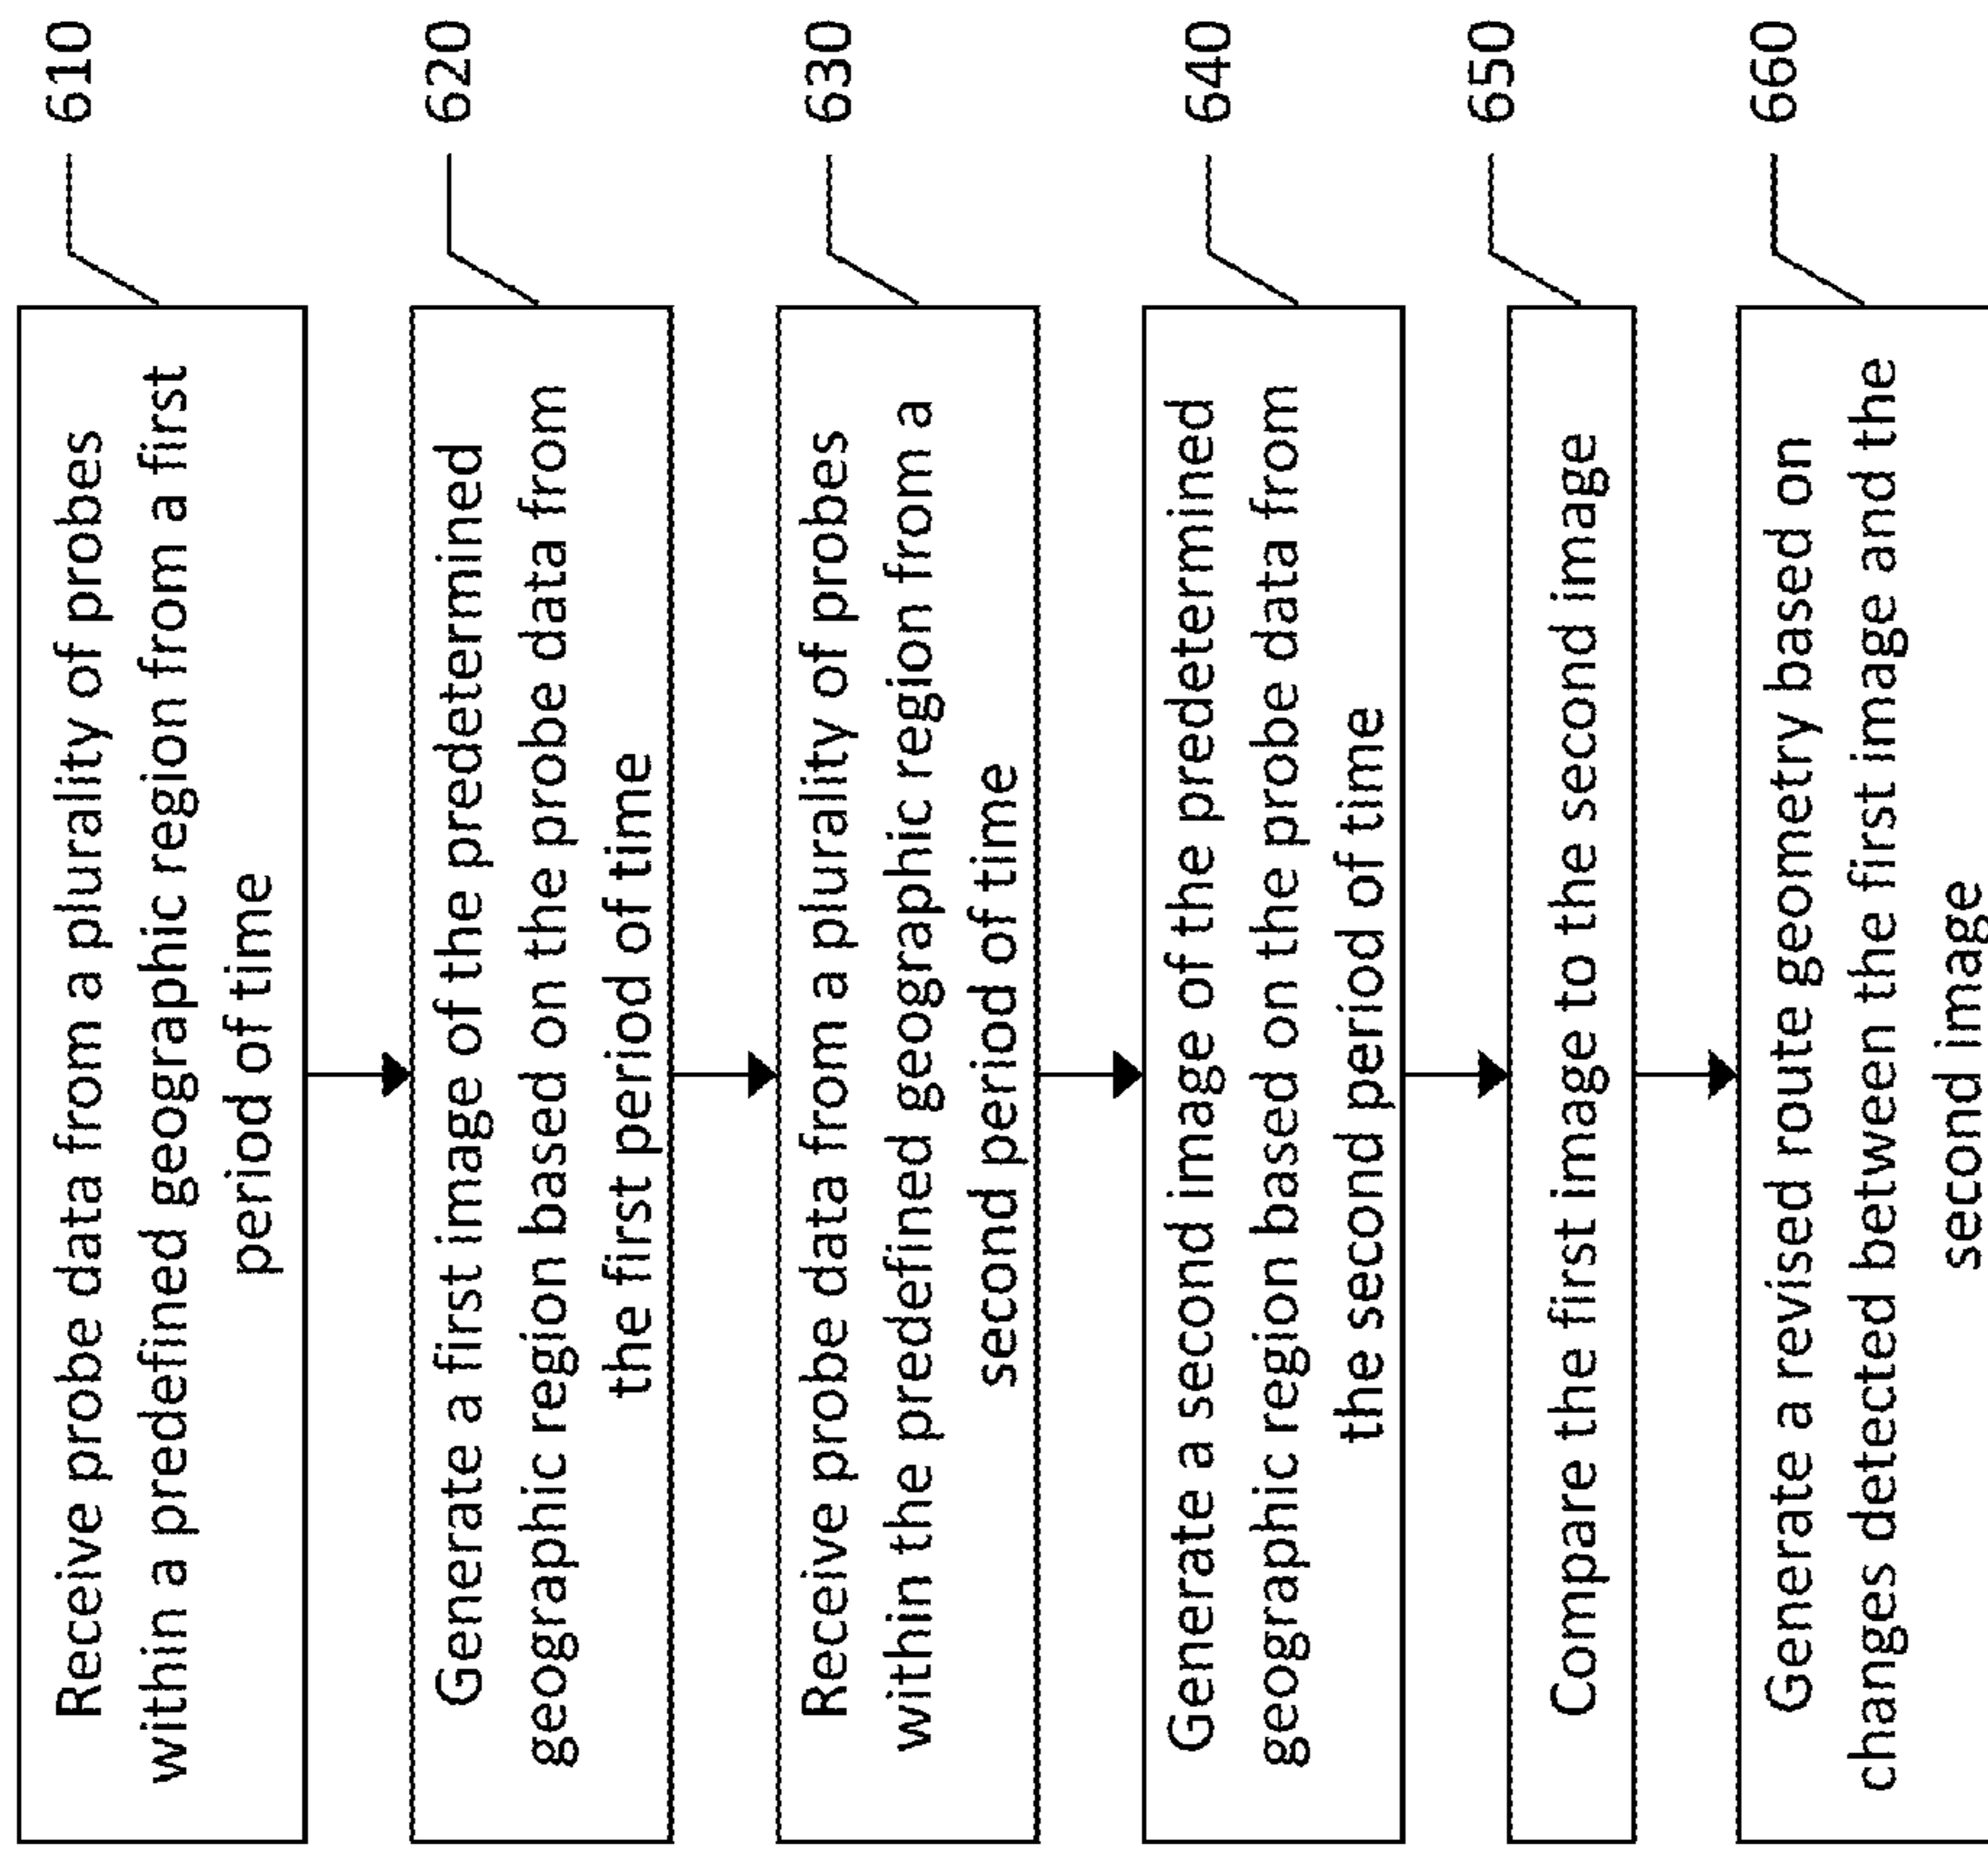 Receive probe data from a plurality of probes
within a predefined geographic region from a first
period of time
610
Generate a first image of the predetermined
geographic region based on the probe data from
the first period of time
620
Receive probe data from a plurality of probes
within the predefined geographic region from a
second period of time
630
Generate a second image of the predetermined
geographic region based on the probe data from
the second period of time
640
Compare the first image to the second image
650
Generate a revised route geometry based on
changes detected between the first image and the
second image
660